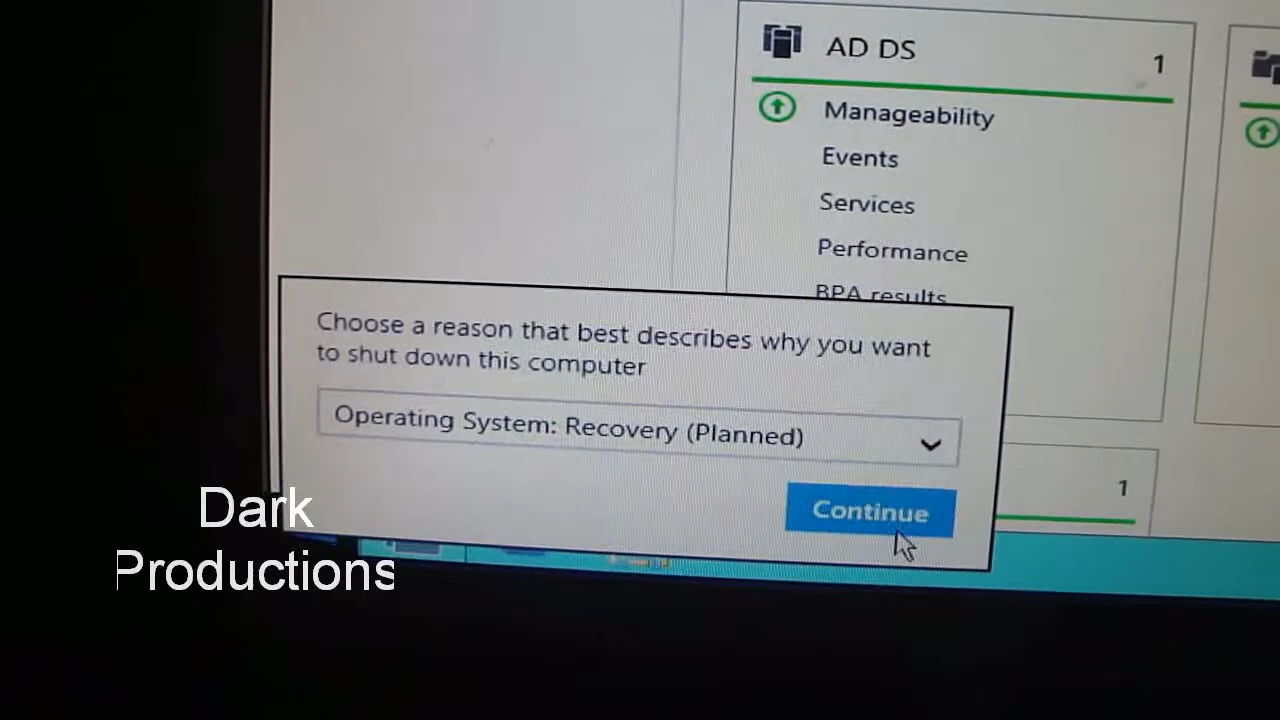 AD DS
1
Manageability
Events
Services
Performance
BPA results
Choose a reason that best describes why you want
to shut down this computer
Operating System: Recovery (Planned)
Continue
1
Dark
Productions